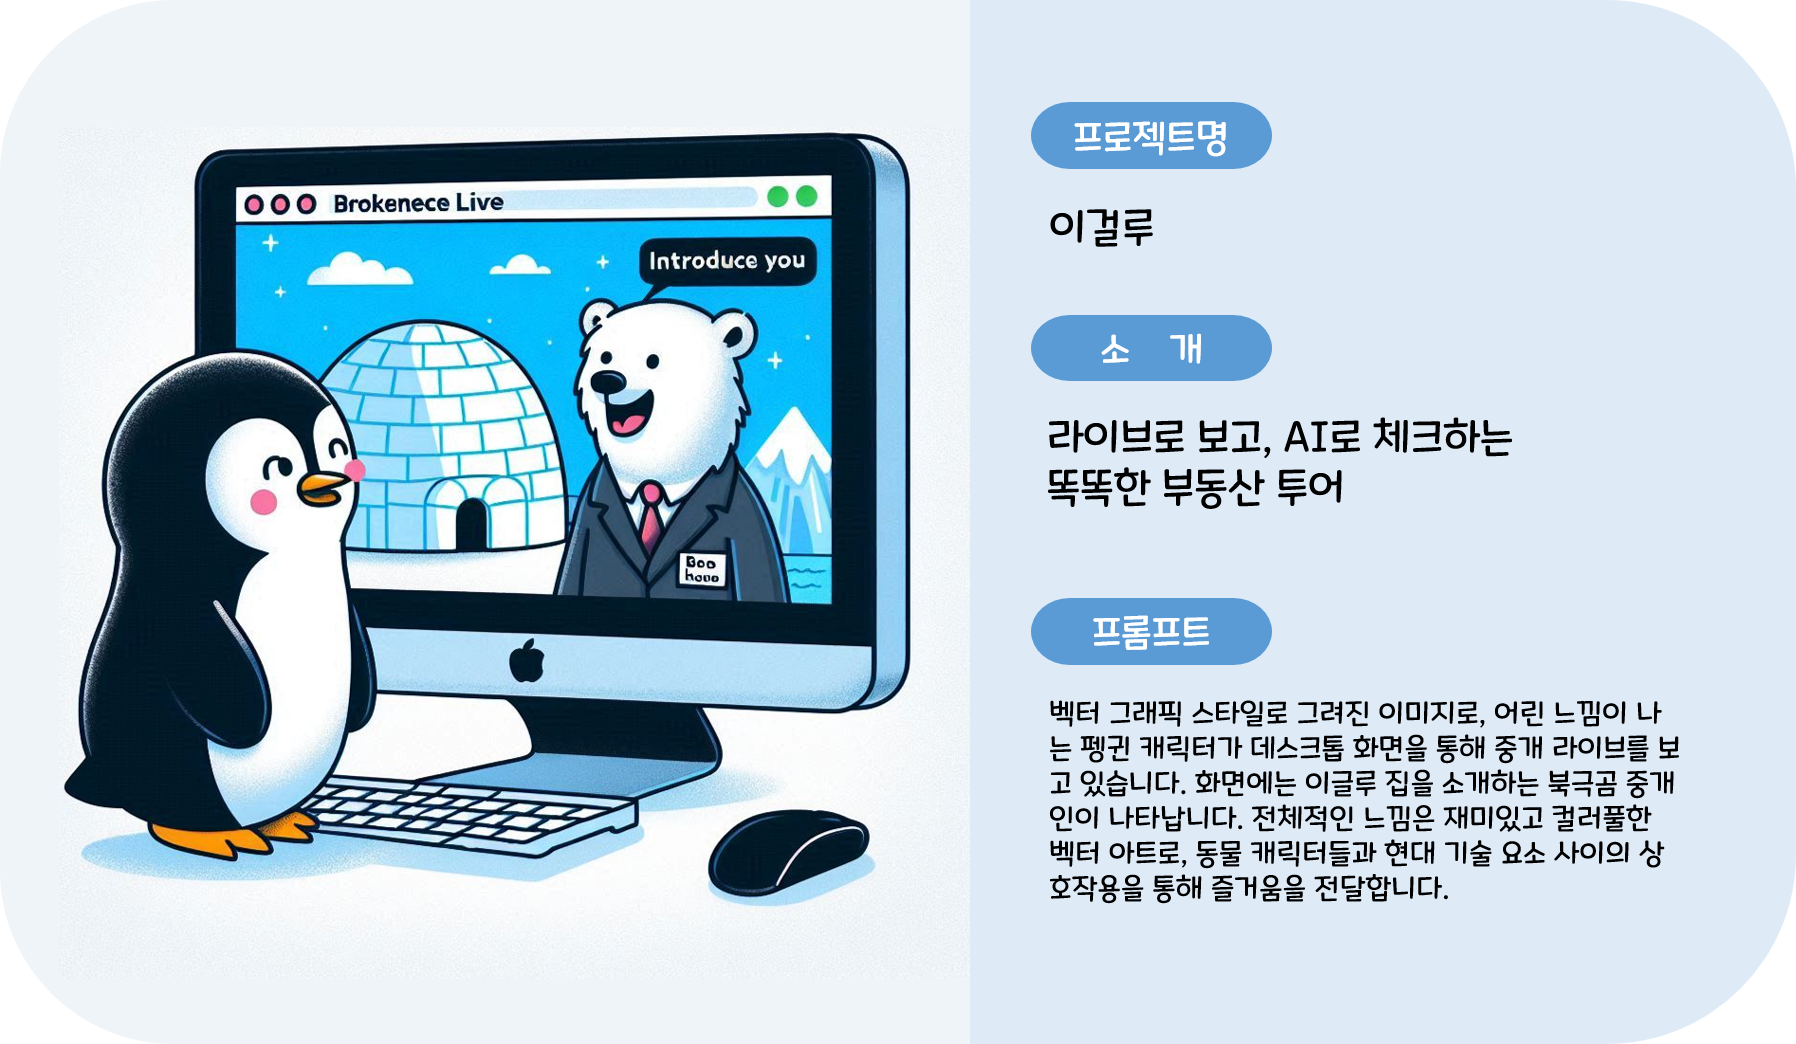 Brokenece Live
Introduce you
Boo
houo
프로젝트명
이걸루
소 개
라이브로 보고, AI로 체크하는
똑똑한 부동산 투어
프롬프트
벡터 그래픽 스타일로 그려진 이미지로, 어린 느낌이 나
는 펭귄 캐릭터가 데스크톱 화면을 통해 중개 라이브를 보
고 있습니다. 화면에는 이글루 집을 소개하는 북극곰 중개
인이 나타납니다. 전체적인 느낌은 재미있고 컬러풀한
벡터 아트로, 동물 캐릭터들과 현대 기술 요소 사이의 상
호작용을 통해 즐거움을 전달합니다.